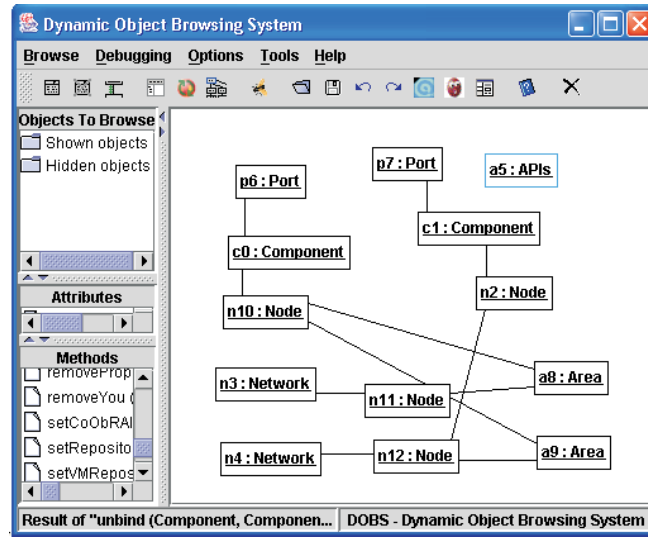 Dynamic Object Browsing System
Browse Debugging Options Tools Help
Objects To Browse
Shown objects
Hidden objects
Attributes
Methods
removeProp
removeYou (
setCoObRAI
setReposito
setVMRepos
p6 : Port
p7 : Port
a5 : APIs
c0 : Component
c1 : Component
n10 : Node
n2 : Node
n3 : Network
n11 : Node
a8 : Area
n4 : Network
n12 : Node
a9 : Area
Result of "unbind (Component, Componen... DOBS - Dynamic Object Browsing System